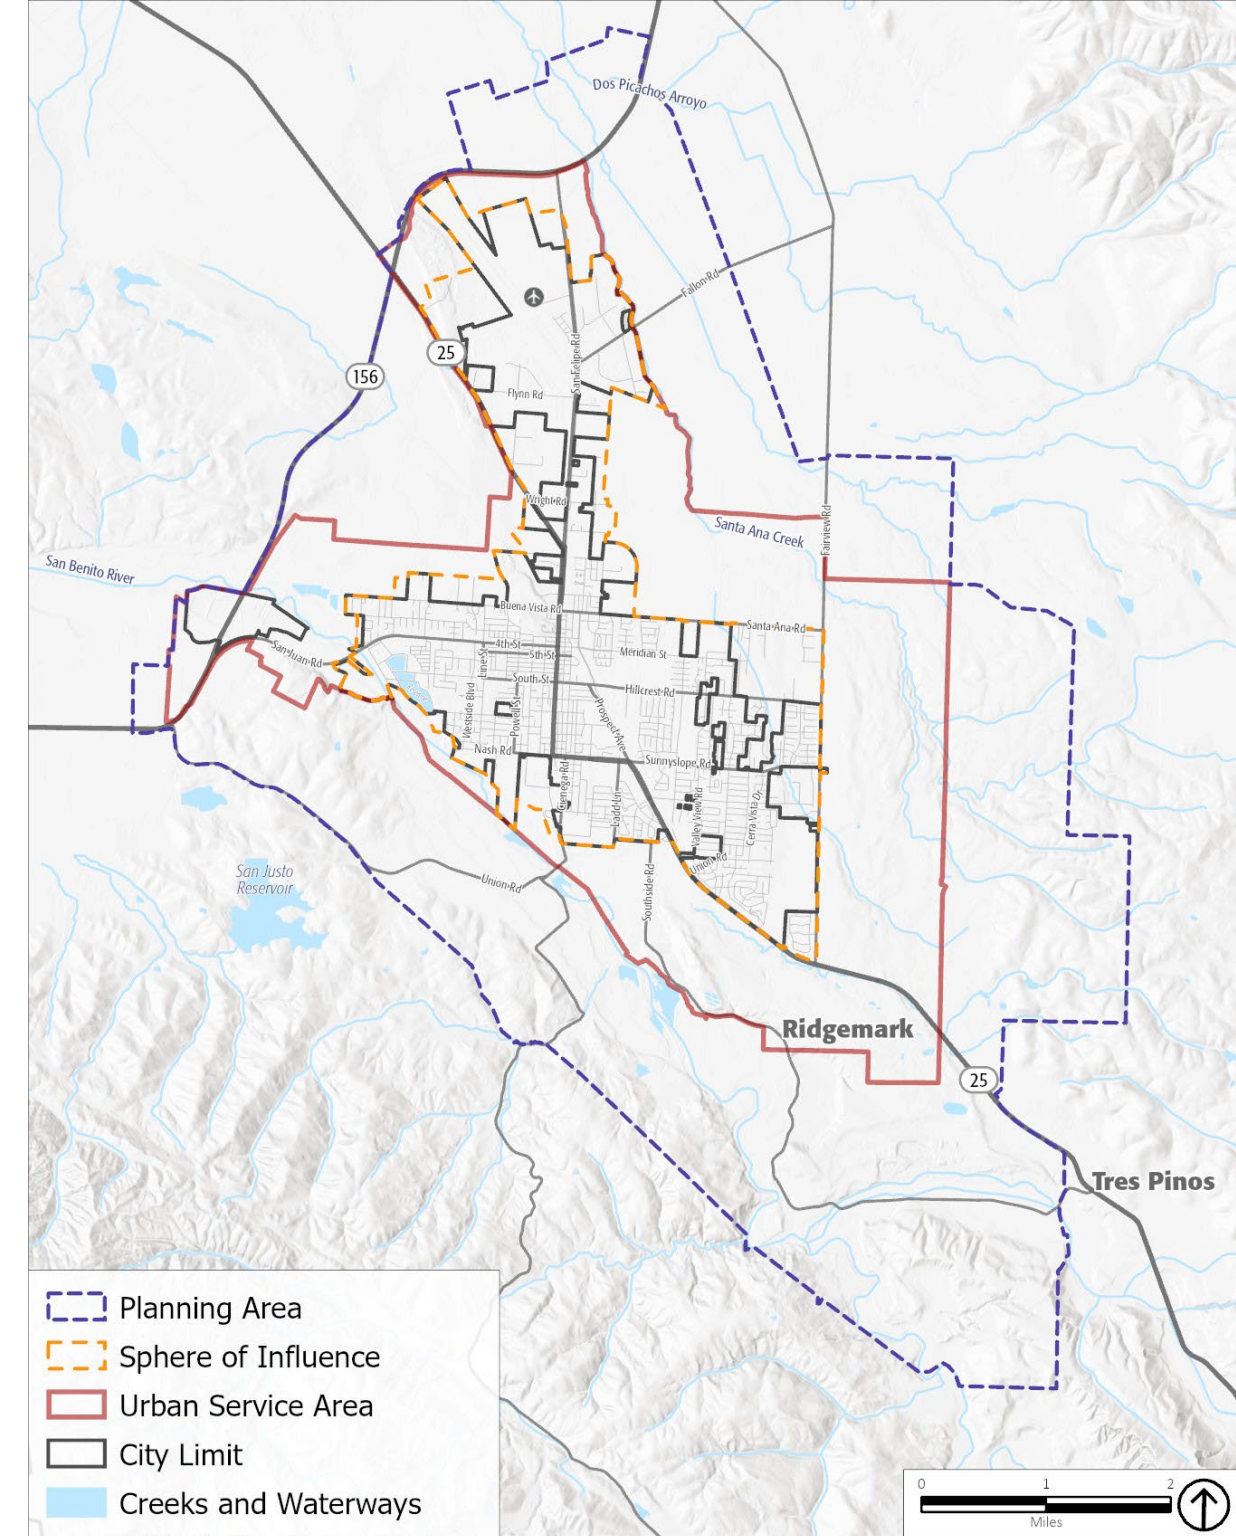 Dos Picachos Arroyo
Fallon Rd
25
San Felipe Rd
156
Flynn Rd
Wright Rd
Santa Ana Creek
Fairview Rd
San Benito River
Buena Vista Rd
Santa Ana Rd
4th St
5th St
Meridian St
San Juan Rd
Line St
South St
Hillcrest Rd
Westside Blvd
Powell St
Prospect Ave
Nash Rd
Sunnyslope Rd
Cienega Rd
Ladd Ln
Valley View Rd
Cerra Vista Dr
Union Rd
San Justo
Reservoir
Union Rd
Southside Rd
Ridgemark
25
Tres Pinos
Planning Area
Sphere of Influence
Urban Service Area
City Limit
Creeks and Waterways
0 1 2
Miles